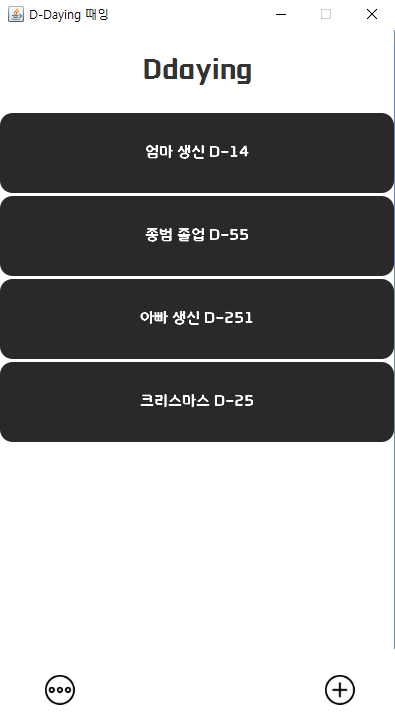 D-Daying 때잉
Ddaying
엄마 생신 D-14
종범 졸업 D-55
아빠 생신 D-251
크리스마스 D-25